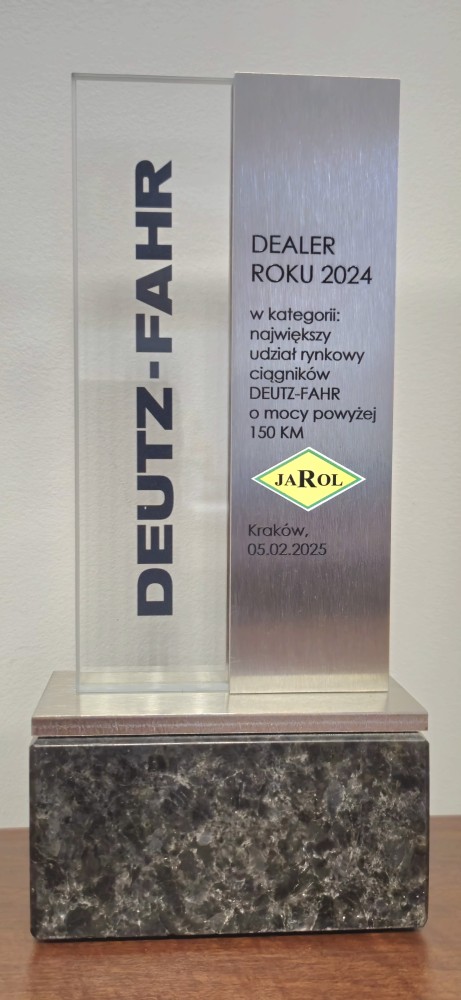 DEUTZ-FAHR
DEALER
ROKU 2024
w kategorii:
największy
udział rynkowy
ciągników
DEUTZ-FAHR
o mocy powyżej
150 KM
JAROL
Kraków,
05.02.2025